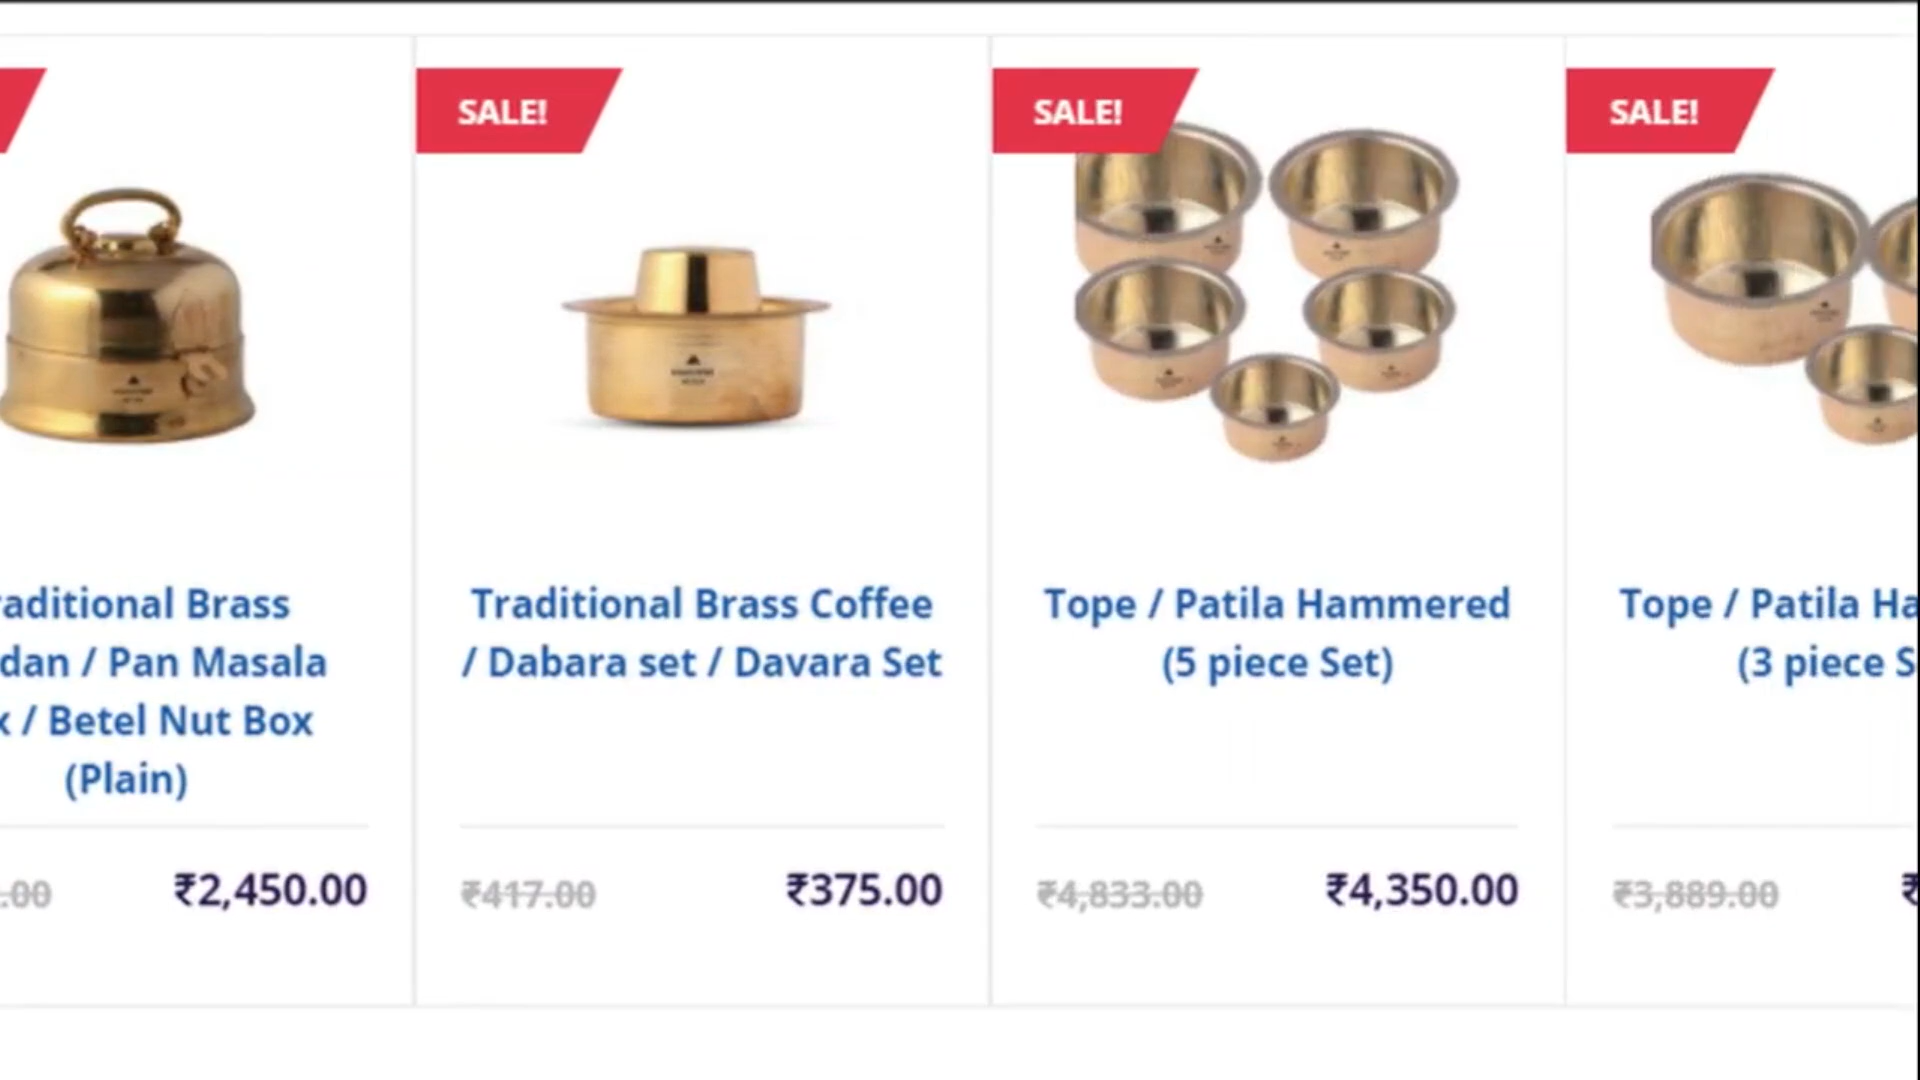 SALE!
SALE!
SALE!
raditional Brass
dan / Pan Masala
x / Betel Nut Box
(Plain)
.00 ₹2,450.00
Traditional Brass Coffee
/ Dabara set / Davara Set
₹417.00 ₹375.00
Tope / Patila Hammered
(5 piece Set)
₹4,833.00 ₹4,350.00
Tope / Patila Ha
(3 piece S
₹3,889.00 ₹